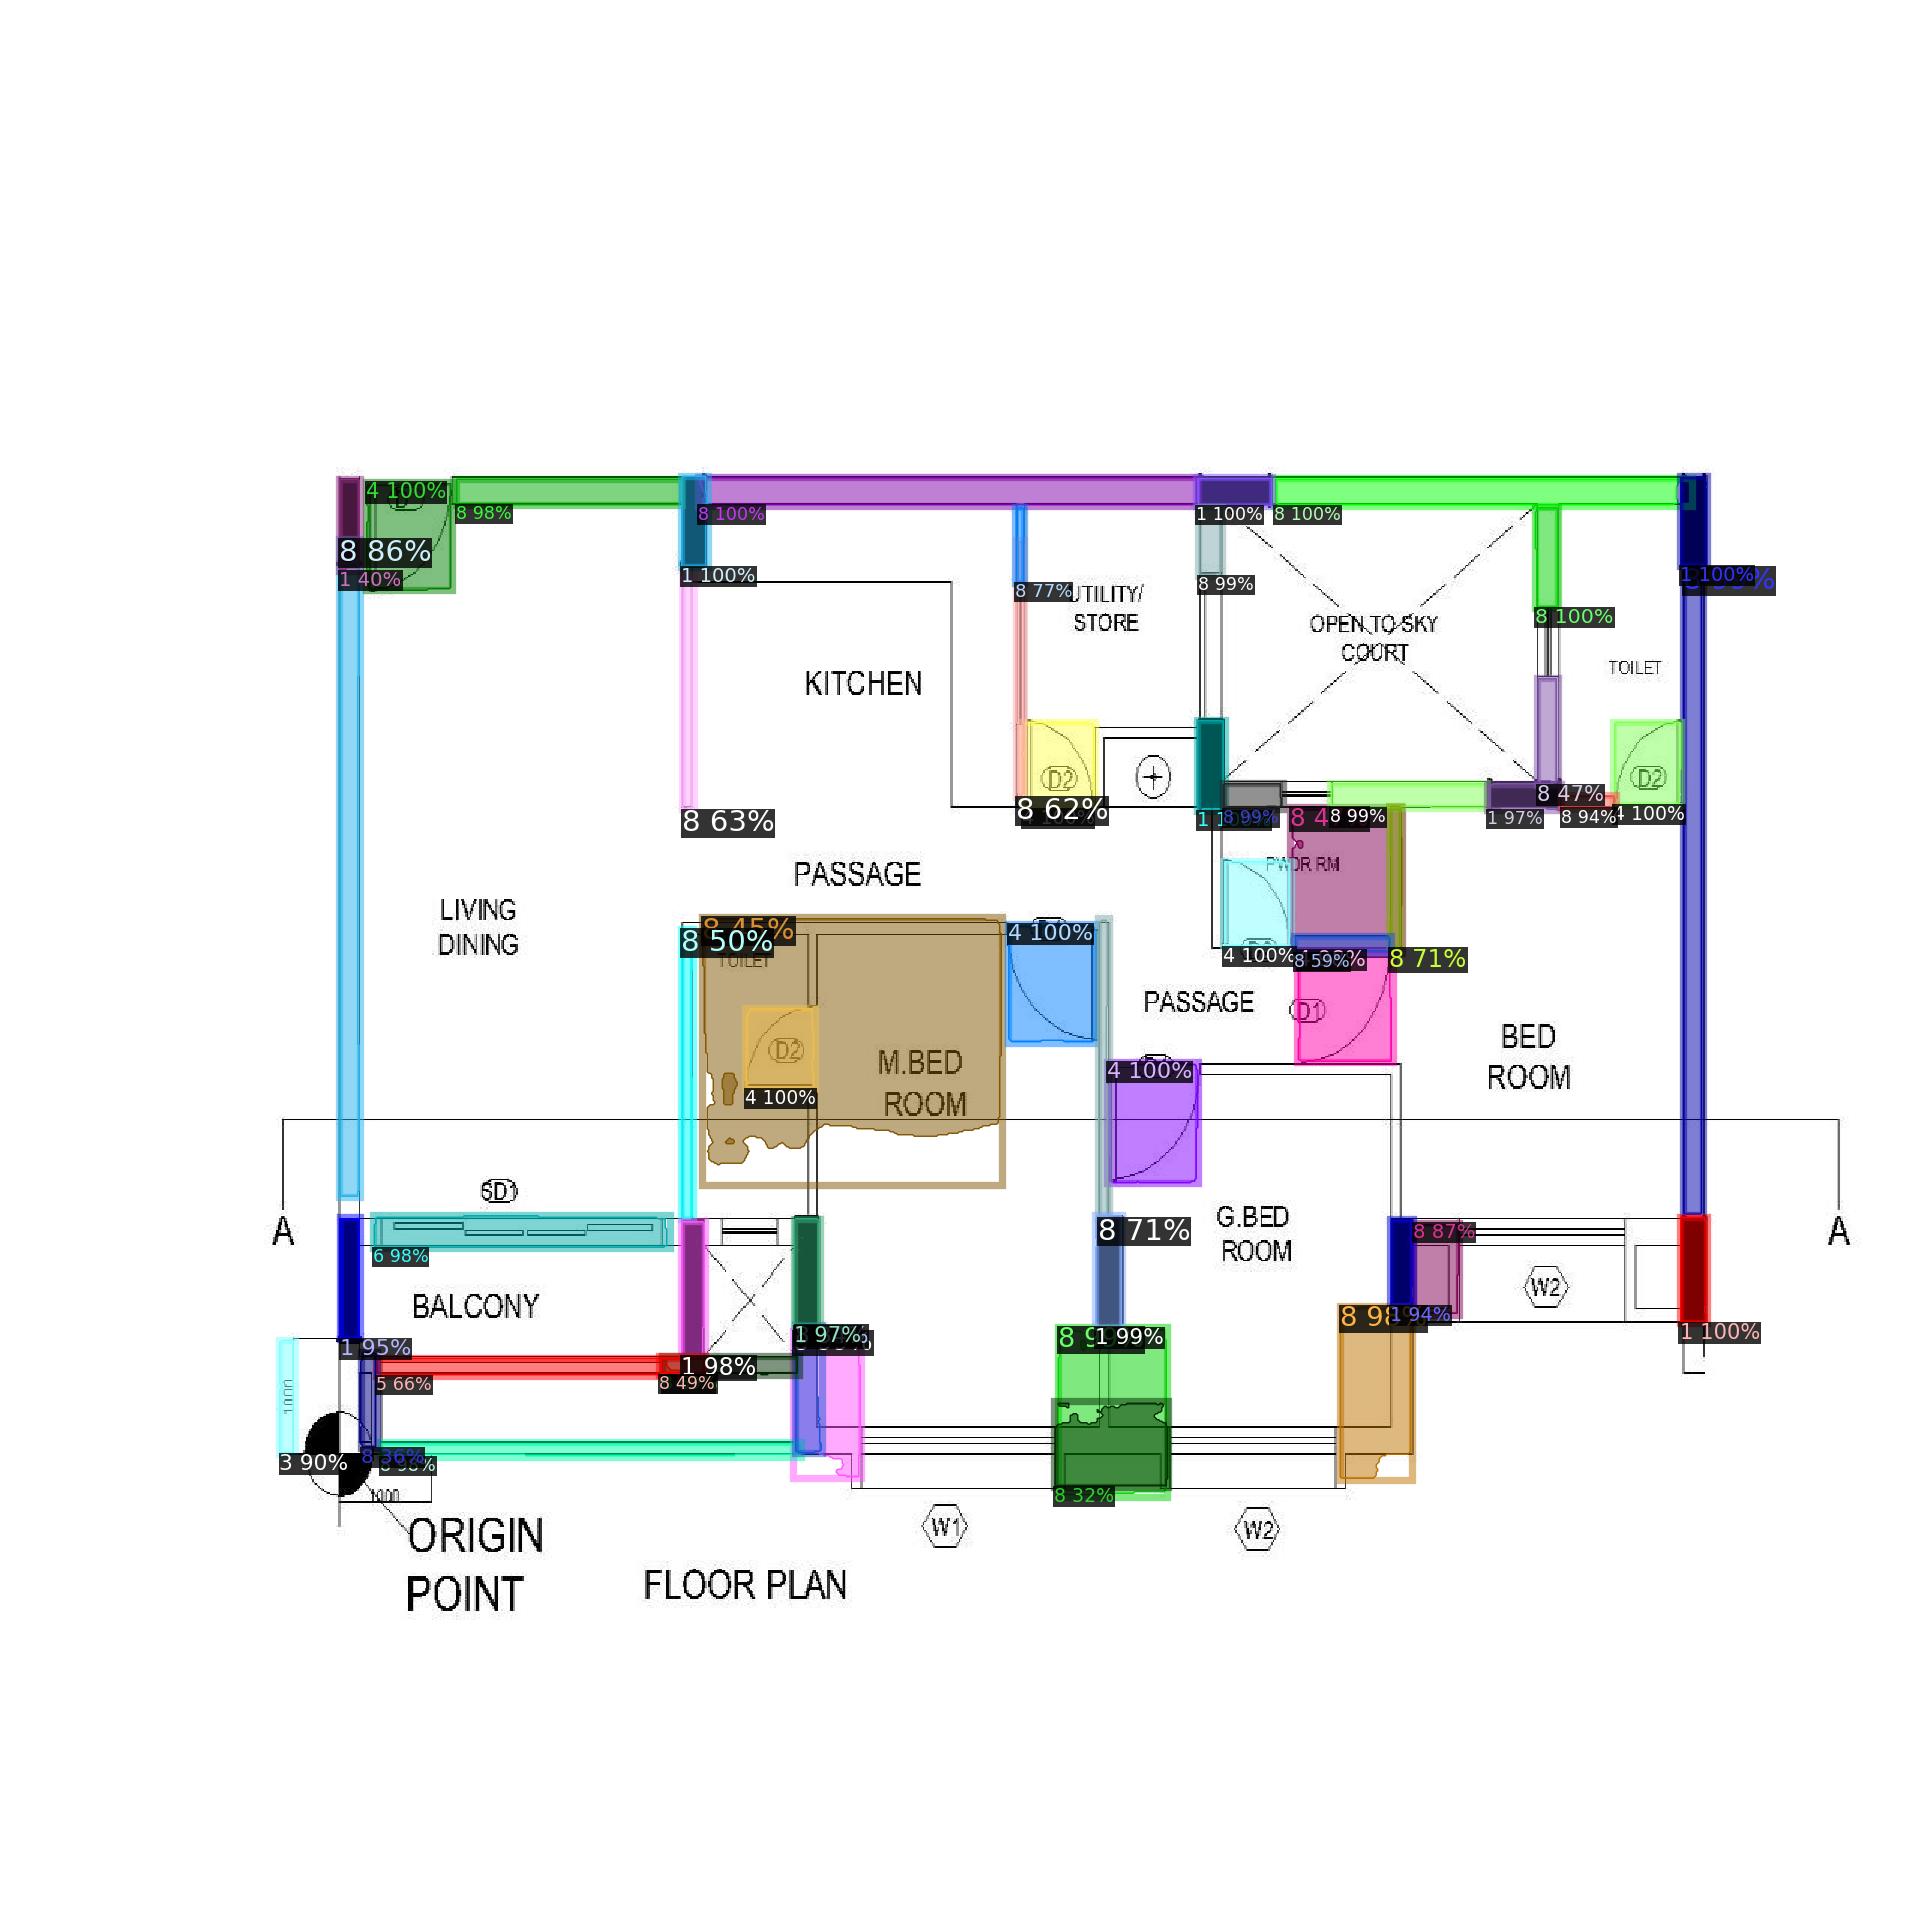 4 100%
8 98%
8 100%
1 100%
8 100%
8 86%
1 40%
1 100%
8 77%
8 99%
1 100%
UTILITY/
STORE
8 100%
OPEN TO SKY
COURT
TOILET
KITCHEN
D2
D2
8 62%
8 63%
8 99%
8 99%
1 97%
8 47%
8 94%
4 100%
PWDR RM
PASSAGE
LIVING
DINING
8 45%
8 50%
TOILET
4 100%
4 100%
8 59%
8 71%
PASSAGE
D1
BED
ROOM
D2
M.BED
ROOM
4 100%
4 100%
SD1
A
6 98%
8 71%
G.BED
ROOM
8 87%
A
W2
BALCONY
1 95%
1 97%
1 99%
1 94%
1 100%
5 66%
8 49%
1 98%
1000
3 90%
8 36%
8 32%
1000
ORIGIN
POINT
W1
W2
FLOOR PLAN